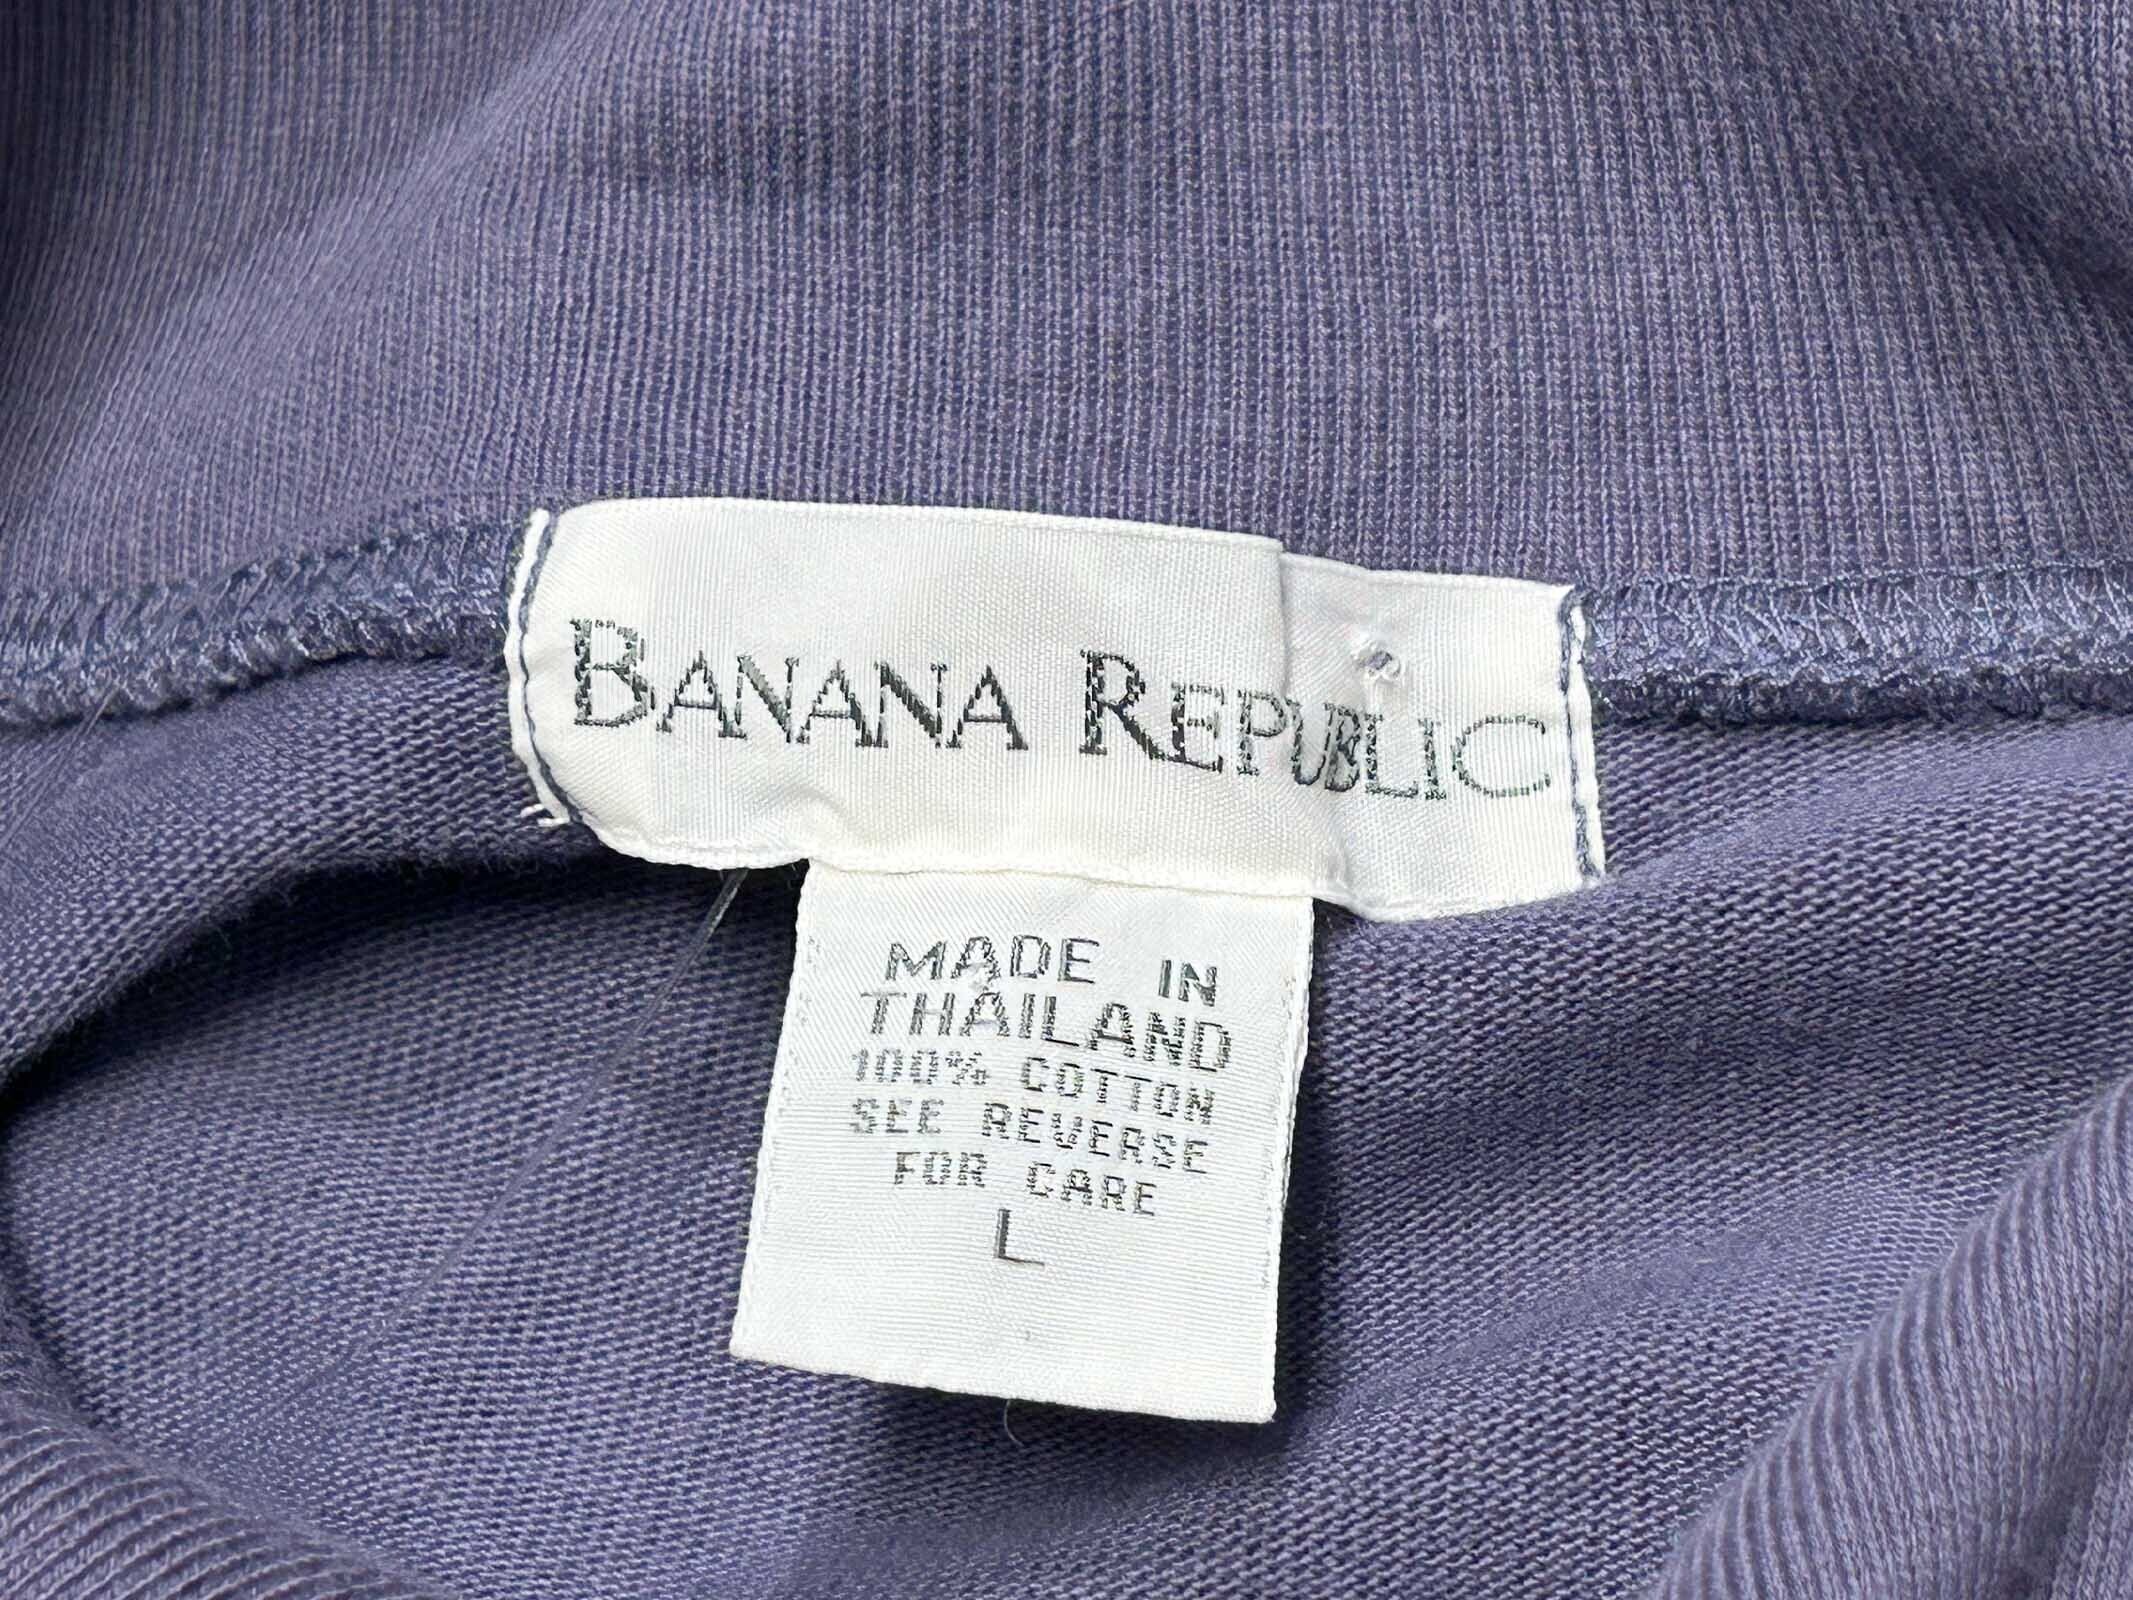 BANANA REPUBLIC
MADE IN
THAILAND
100% COTTON
SEE REVERSE
FOR CARE
L